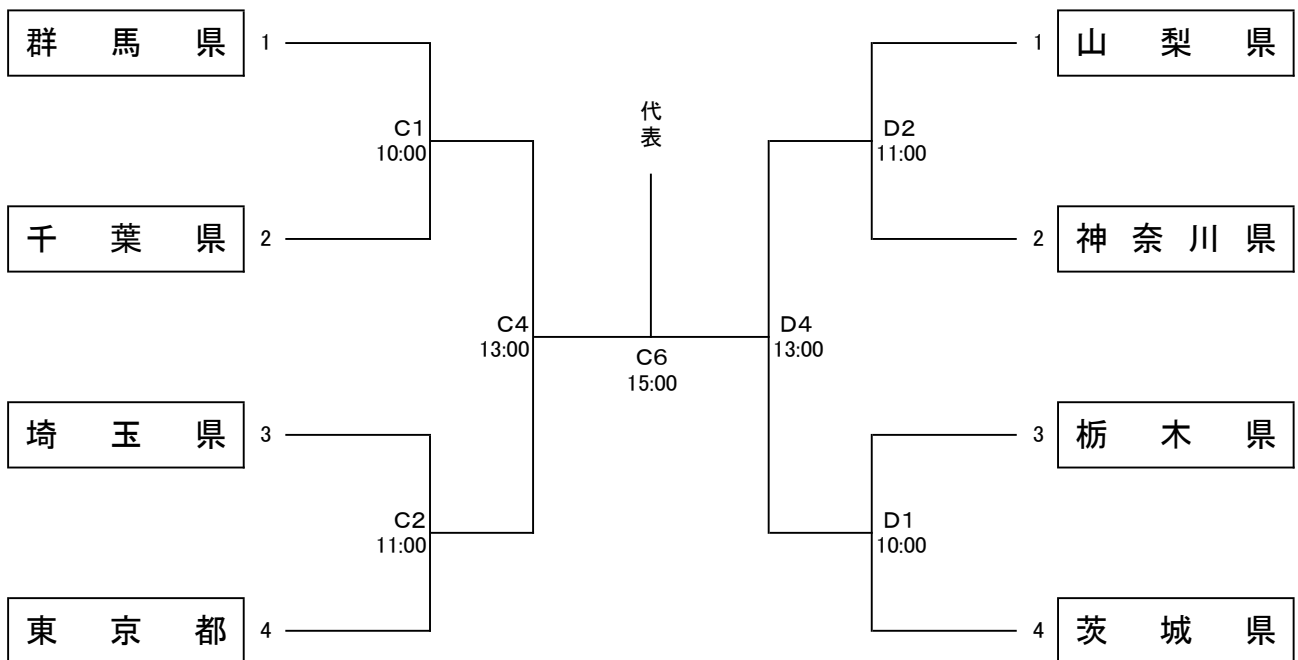 群馬県 1
1 山梨県
代表
C1
10:00
D2
11:00
千葉県 2
2 神奈川県
C4
13:00
D4
13:00
C6
15:00
埼玉県 3
3 栃木県
C2
11:00
D1
10:00
東京都 4
4 茨城県